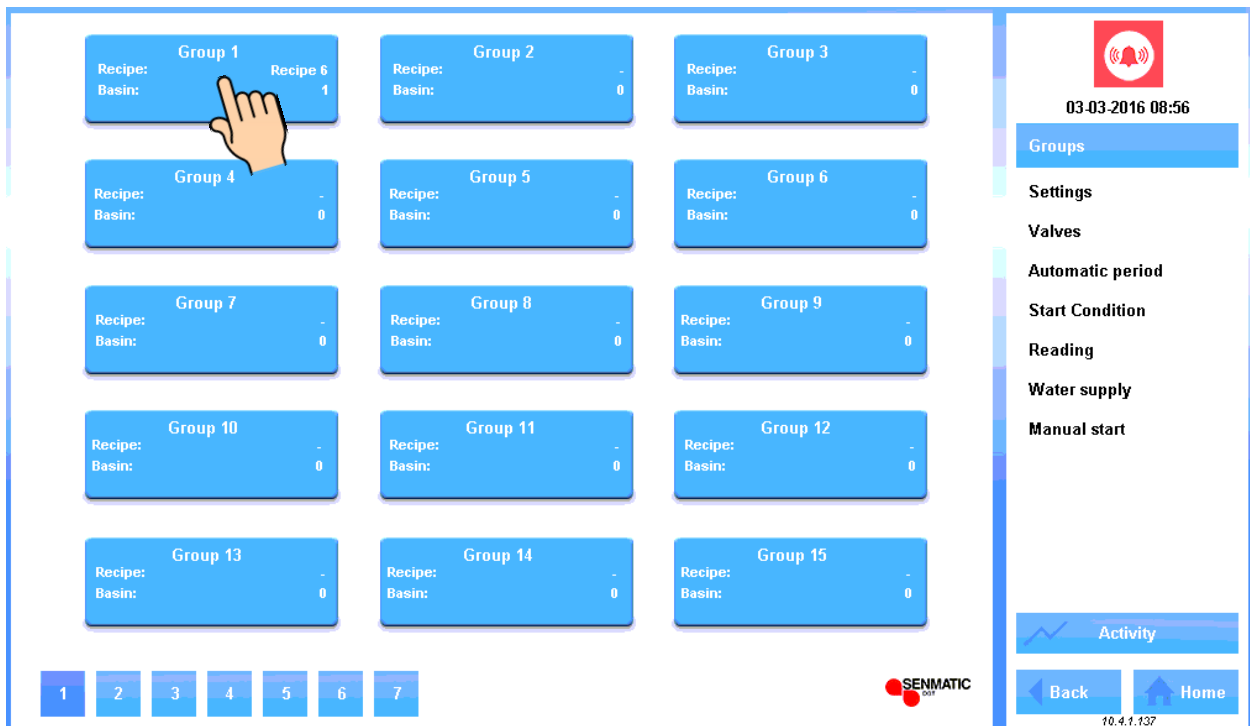 Group 1
Recipe: Recipe 6
Basin: 1
Group 2
Recipe: -
Basin: 0
Group 3
Recipe: -
Basin: 0
Group 4
Recipe: -
Basin: 0
Group 5
Recipe: -
Basin: 0
Group 6
Recipe: -
Basin: 0
Group 7
Recipe: -
Basin: 0
Group 8
Recipe: -
Basin: 0
Group 9
Recipe: -
Basin: 0
Group 10
Recipe: -
Basin: 0
Group 11
Recipe: -
Basin: 0
Group 12
Recipe: -
Basin: 0
Group 13
Recipe: -
Basin: 0
Group 14
Recipe: -
Basin: 0
Group 15
Recipe: -
Basin: 0
1 2 3 4 5 6 7
SENMATIC
DGT
03-03-2016 08:56
Groups
Settings
Valves
Automatic period
Start Condition
Reading
Water supply
Manual start
Activity
Back Home
10.4.1.137